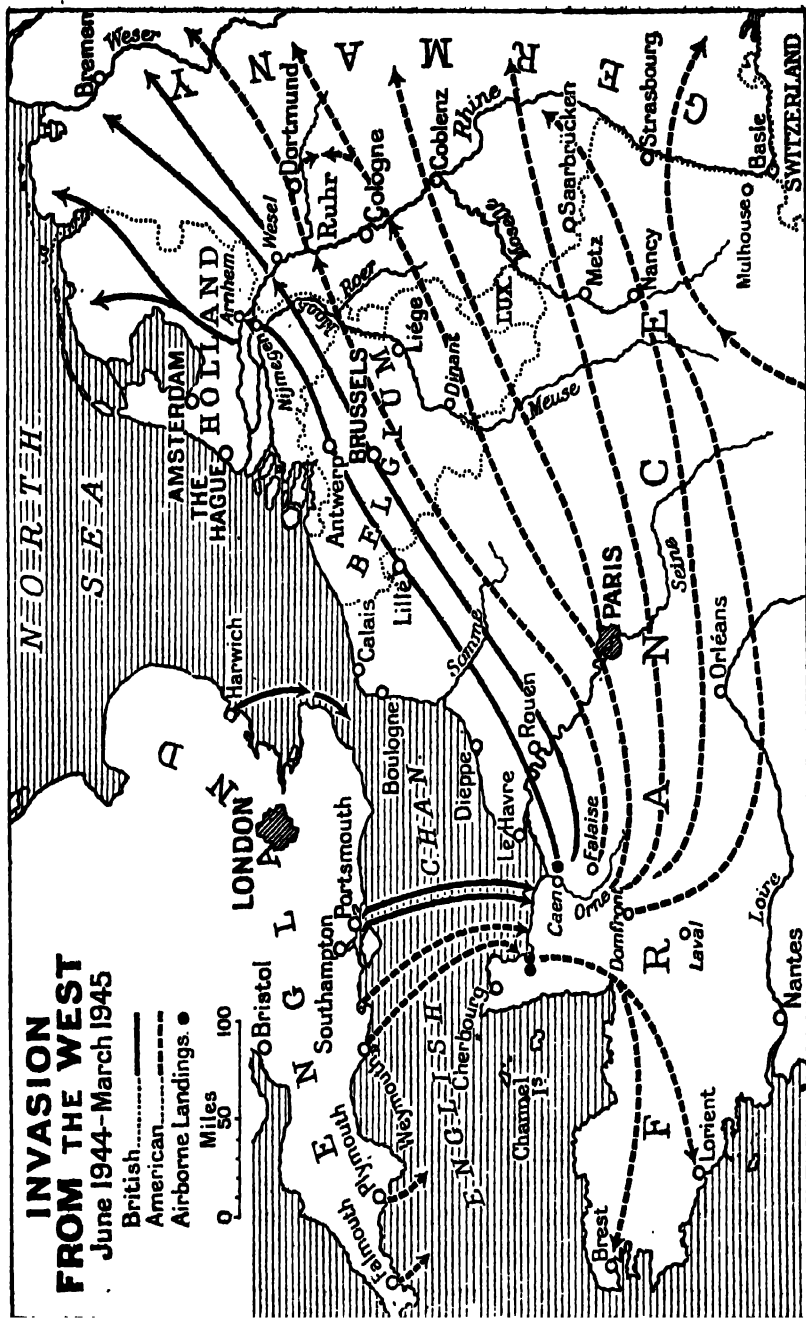 INVASION
FROM THE WEST
June 1944–March 1945
British
American
Airborne Landings
Miles
0 50 100
NORTH
SEA
ENGLAND
LONDON
Bristol
Harwich
Southampton
Portsmouth
Weymouth
Plymouth
Falmouth
ENGLISH CHAN.
Channel
Is
Cherbourg
Le Havre
Dieppe
Boulogne
Calais
Rouen
Caen
Falaise
Orne
Domfront
Laval
Brest
Lorient
Nantes
Loire
Orléans
PARIS
Seine
Somme
Lille
FRANCE
BELGIUM
BRUSSELS
Antwerp
Liége
Dinant
Meuse
LUX.
HOLLAND
AMSTERDAM
THE
HAGUE
Arnhem
Nijmegen
Maas
Roer
Wesel
Ruhr
Dortmund
Cologne
Coblenz
Rhine
Moselle
Metz
Nancy
Saarbrücken
Strasbourg
Mulhouse
Basle
SWITZERLAND
GERMANY
Bremen
Weser